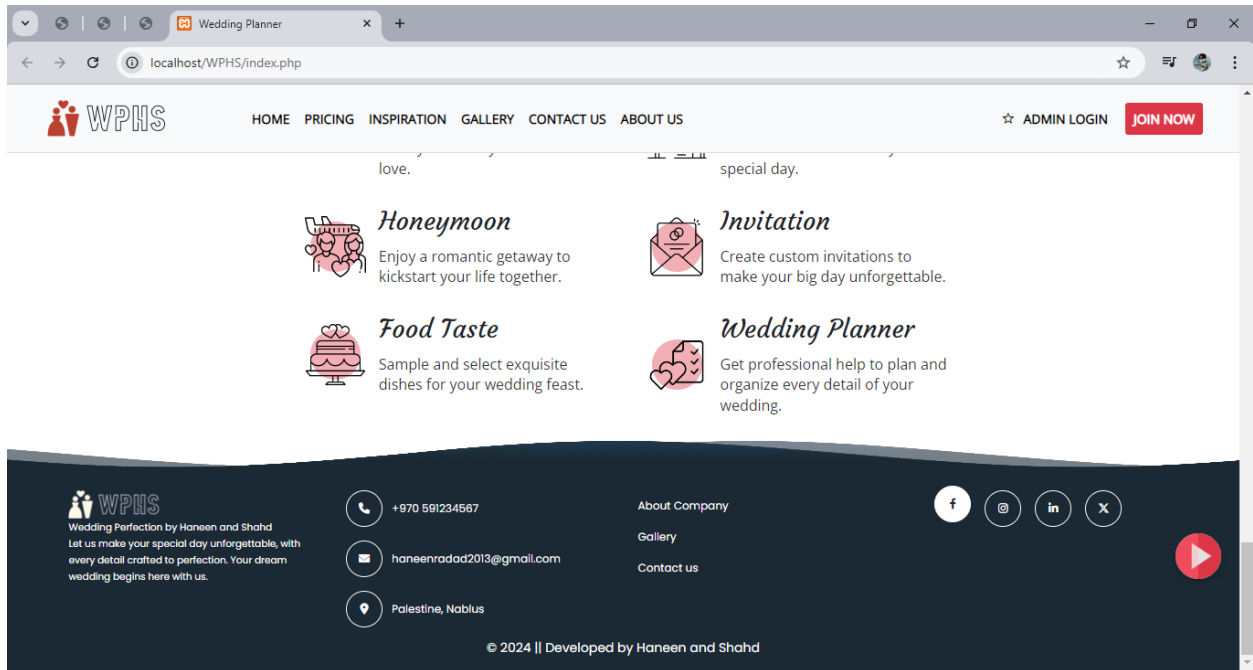 Wedding Planner
localhost/WPHS/index.php
WPHS
HOME PRICING INSPIRATION GALLERY CONTACT US ABOUT US
ADMIN LOGIN
JOIN NOW
love.
special day.
Honeymoon
Enjoy a romantic getaway to
kickstart your life together.
Invitation
Create custom invitations to
make your big day unforgettable.
Food Taste
Sample and select exquisite
dishes for your wedding feast.
Wedding Planner
Get professional help to plan and
organize every detail of your
wedding.
WPHS
Wedding Perfection by Haneen and Shahd
Let us make your special day unforgettable, with
every detail crafted to perfection. Your dream
wedding begins here with us.
+970 591234567
haneenradad2013@gmail.com
Palestine, Nablus
About Company
Gallery
Contact us
© 2024 || Developed by Haneen and Shahd